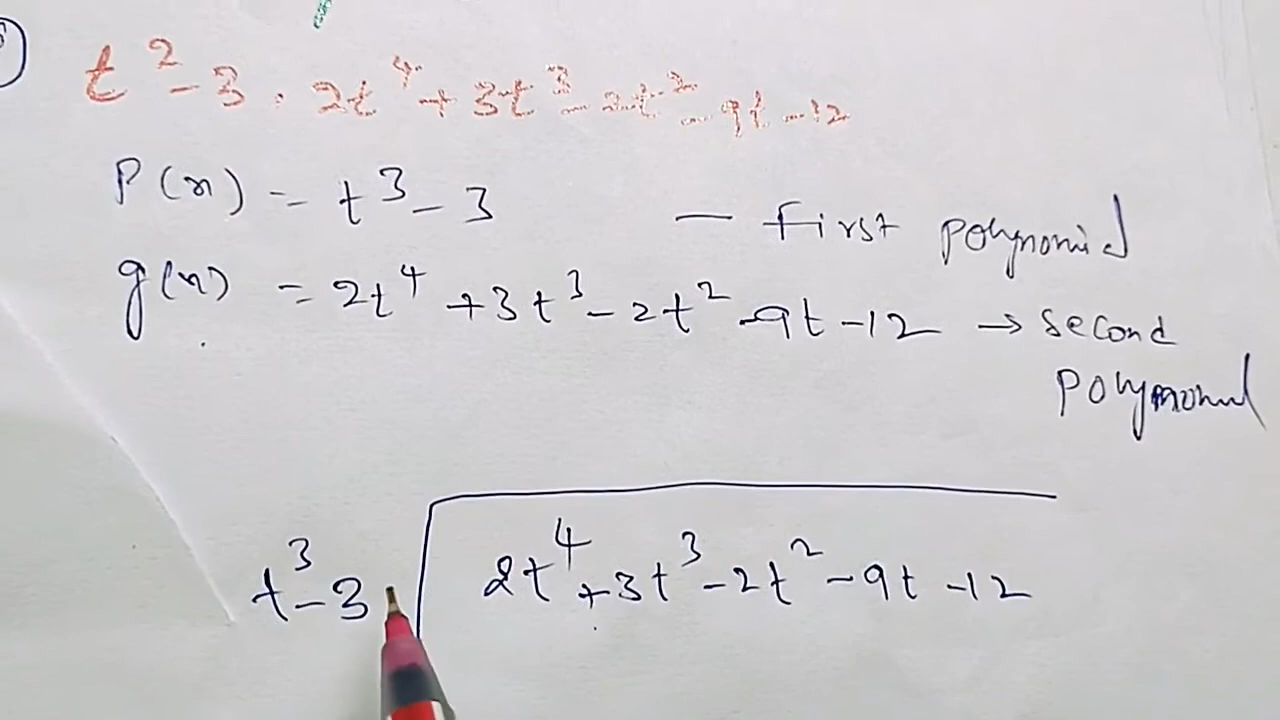 t² - 3, 2t⁴ + 3t³ - 2t² - 9t - 12
P(n) = t³ - 3 — First polynomial
g(n) = 2t⁴ + 3t³ - 2t² - 9t - 12 → second
polynomial
t³ - 3 2t⁴ + 3t³ - 2t² - 9t - 12